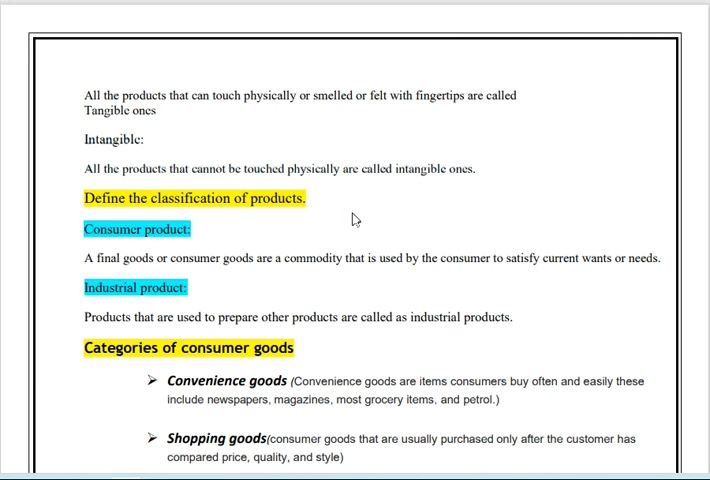 All the products that can touch physically or smelled or felt with fingertips are called
Tangible ones
Intangible:
All the products that cannot be touched physically are called intangible ones.
Define the classification of products.
Consumer product:
A final goods or consumer goods are a commodity that is used by the consumer to satisfy current wants or needs.
Industrial product:
Products that are used to prepare other products are called as industrial products.
Categories of consumer goods
➢ Convenience goods (Convenience goods are items consumers buy often and easily these
include newspapers, magazines, most grocery items, and petrol.)
➢ Shopping goods(consumer goods that are usually purchased only after the customer has
compared price, quality, and style)